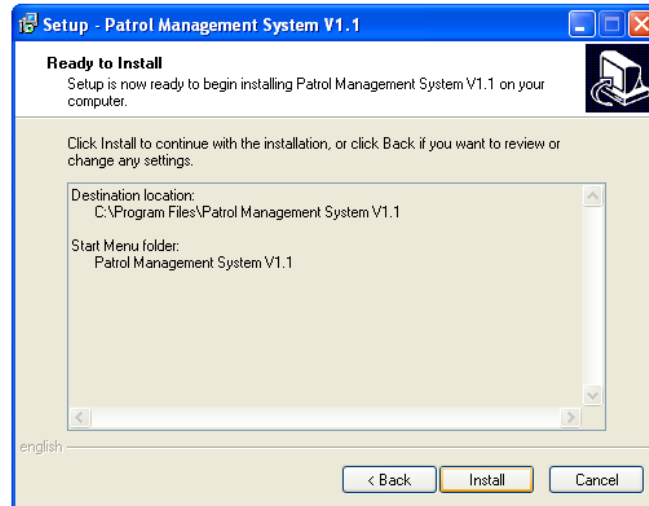 Setup - Patrol Management System V1.1
Ready to Install
Setup is now ready to begin installing Patrol Management System V1.1 on your
computer.
Click Install to continue with the installation, or click Back if you want to review or
change any settings.
Destination location:
C:\Program Files\Patrol Management System V1.1
Start Menu folder:
Patrol Management System V1.1
english
< Back
Install
Cancel